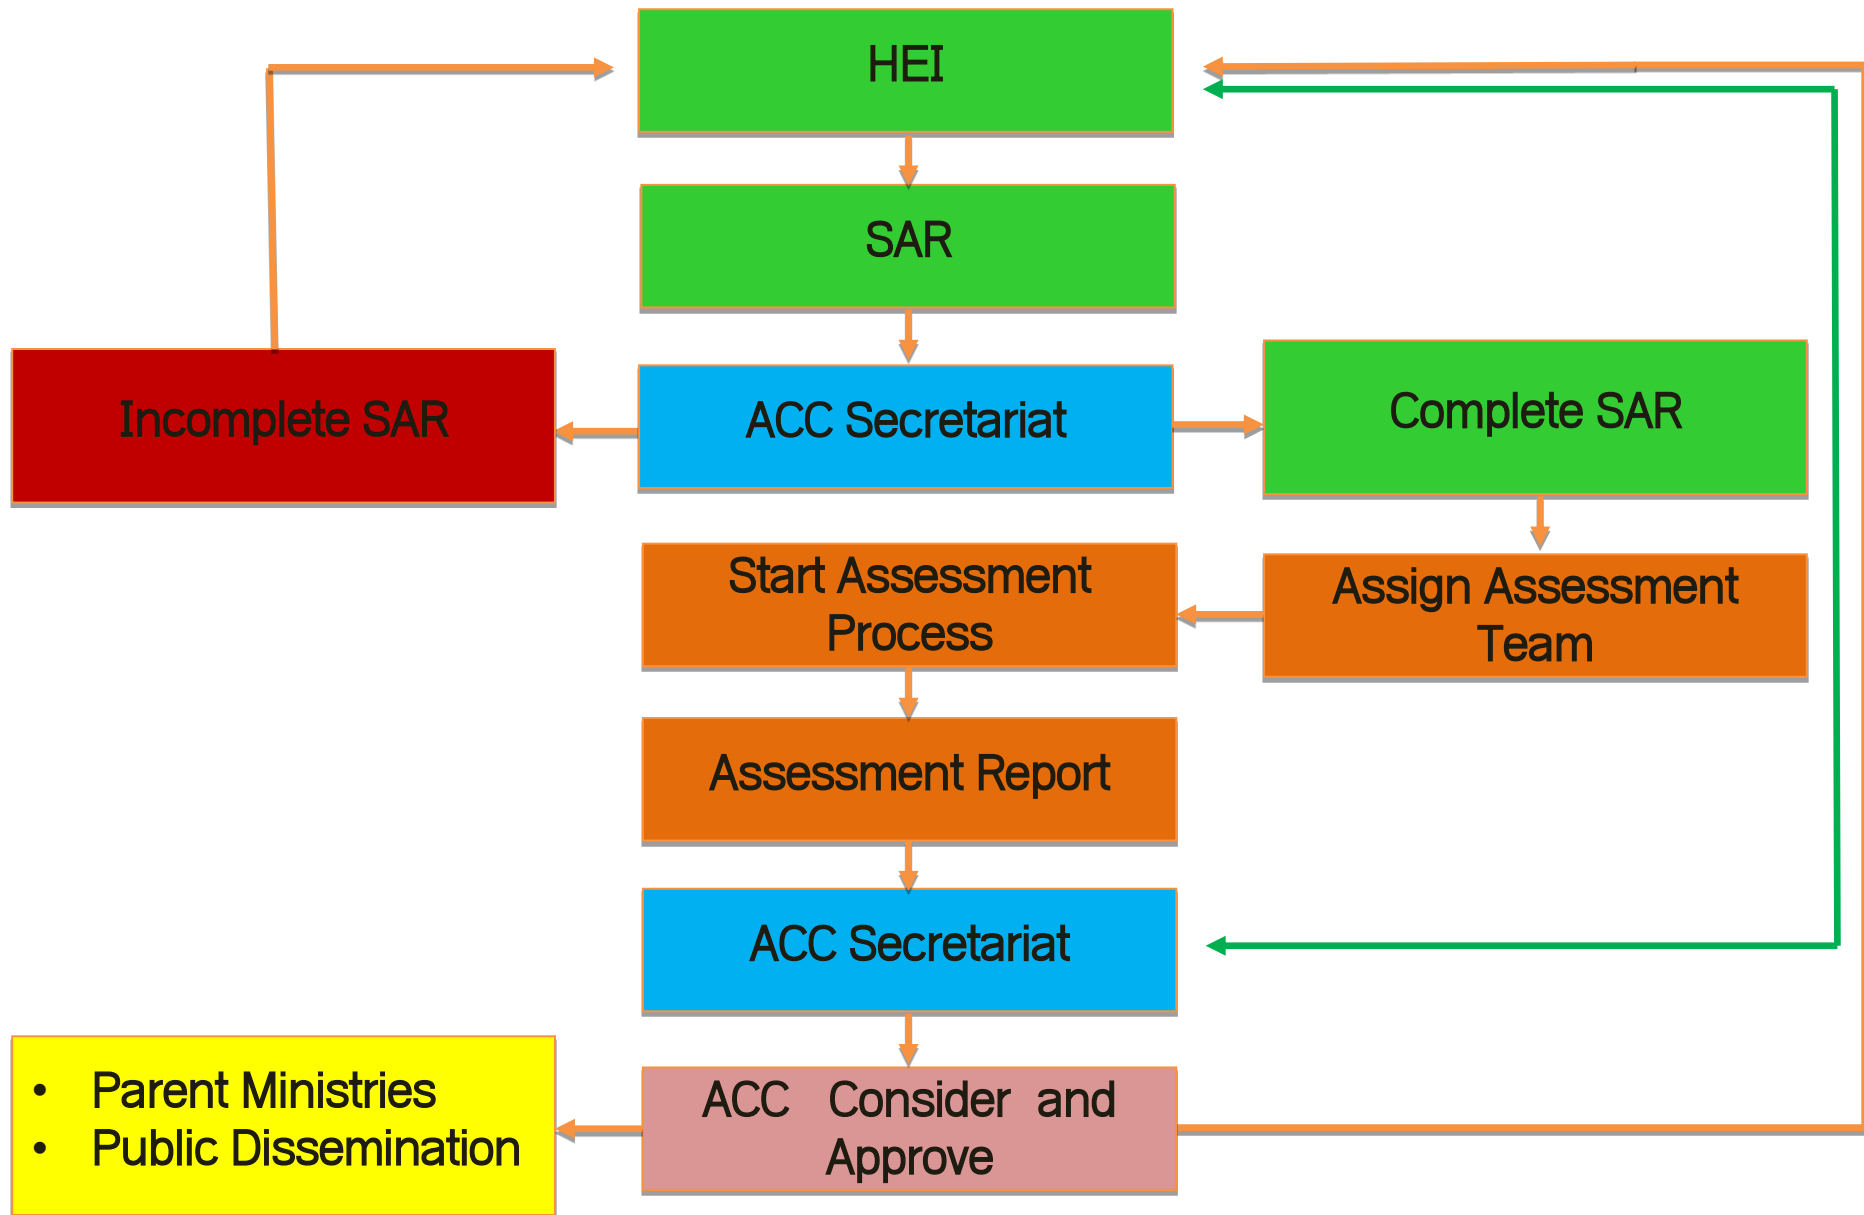 HEI
SAR
Incomplete SAR
ACC Secretariat
Complete SAR
Start Assessment
Process
Assign Assessment
Team
Assessment Report
ACC Secretariat
• Parent Ministries
• Public Dissemination
ACC Consider and
Approve